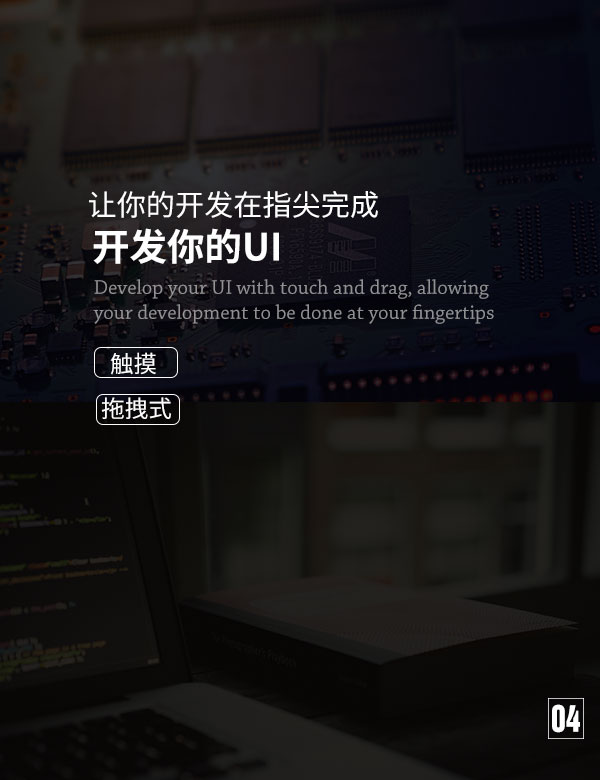 让你的开发在指尖完成
开发你的UI
Develop your UI with touch and drag, allowing
your development to be done at your fingertips
触摸
拖拽式
04